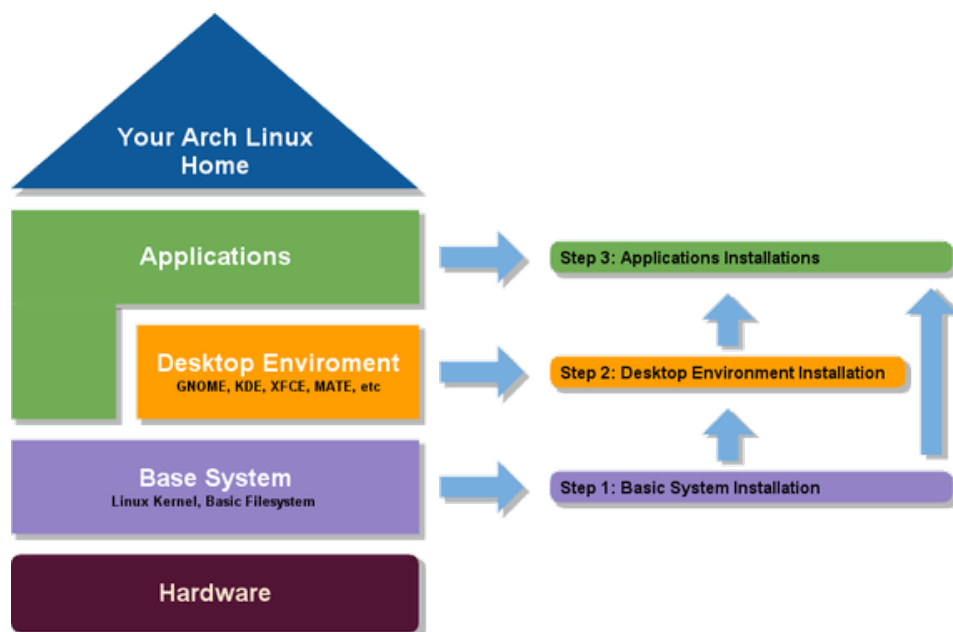 Your Arch Linux
Home
Applications
Step 3: Applications Installations
Desktop Enviroment
GNOME, KDE, XFCE, MATE, etc
Step 2: Desktop Environment Installation
Base System
Linux Kernel, Basic Filesystem
Step 1: Basic System Installation
Hardware